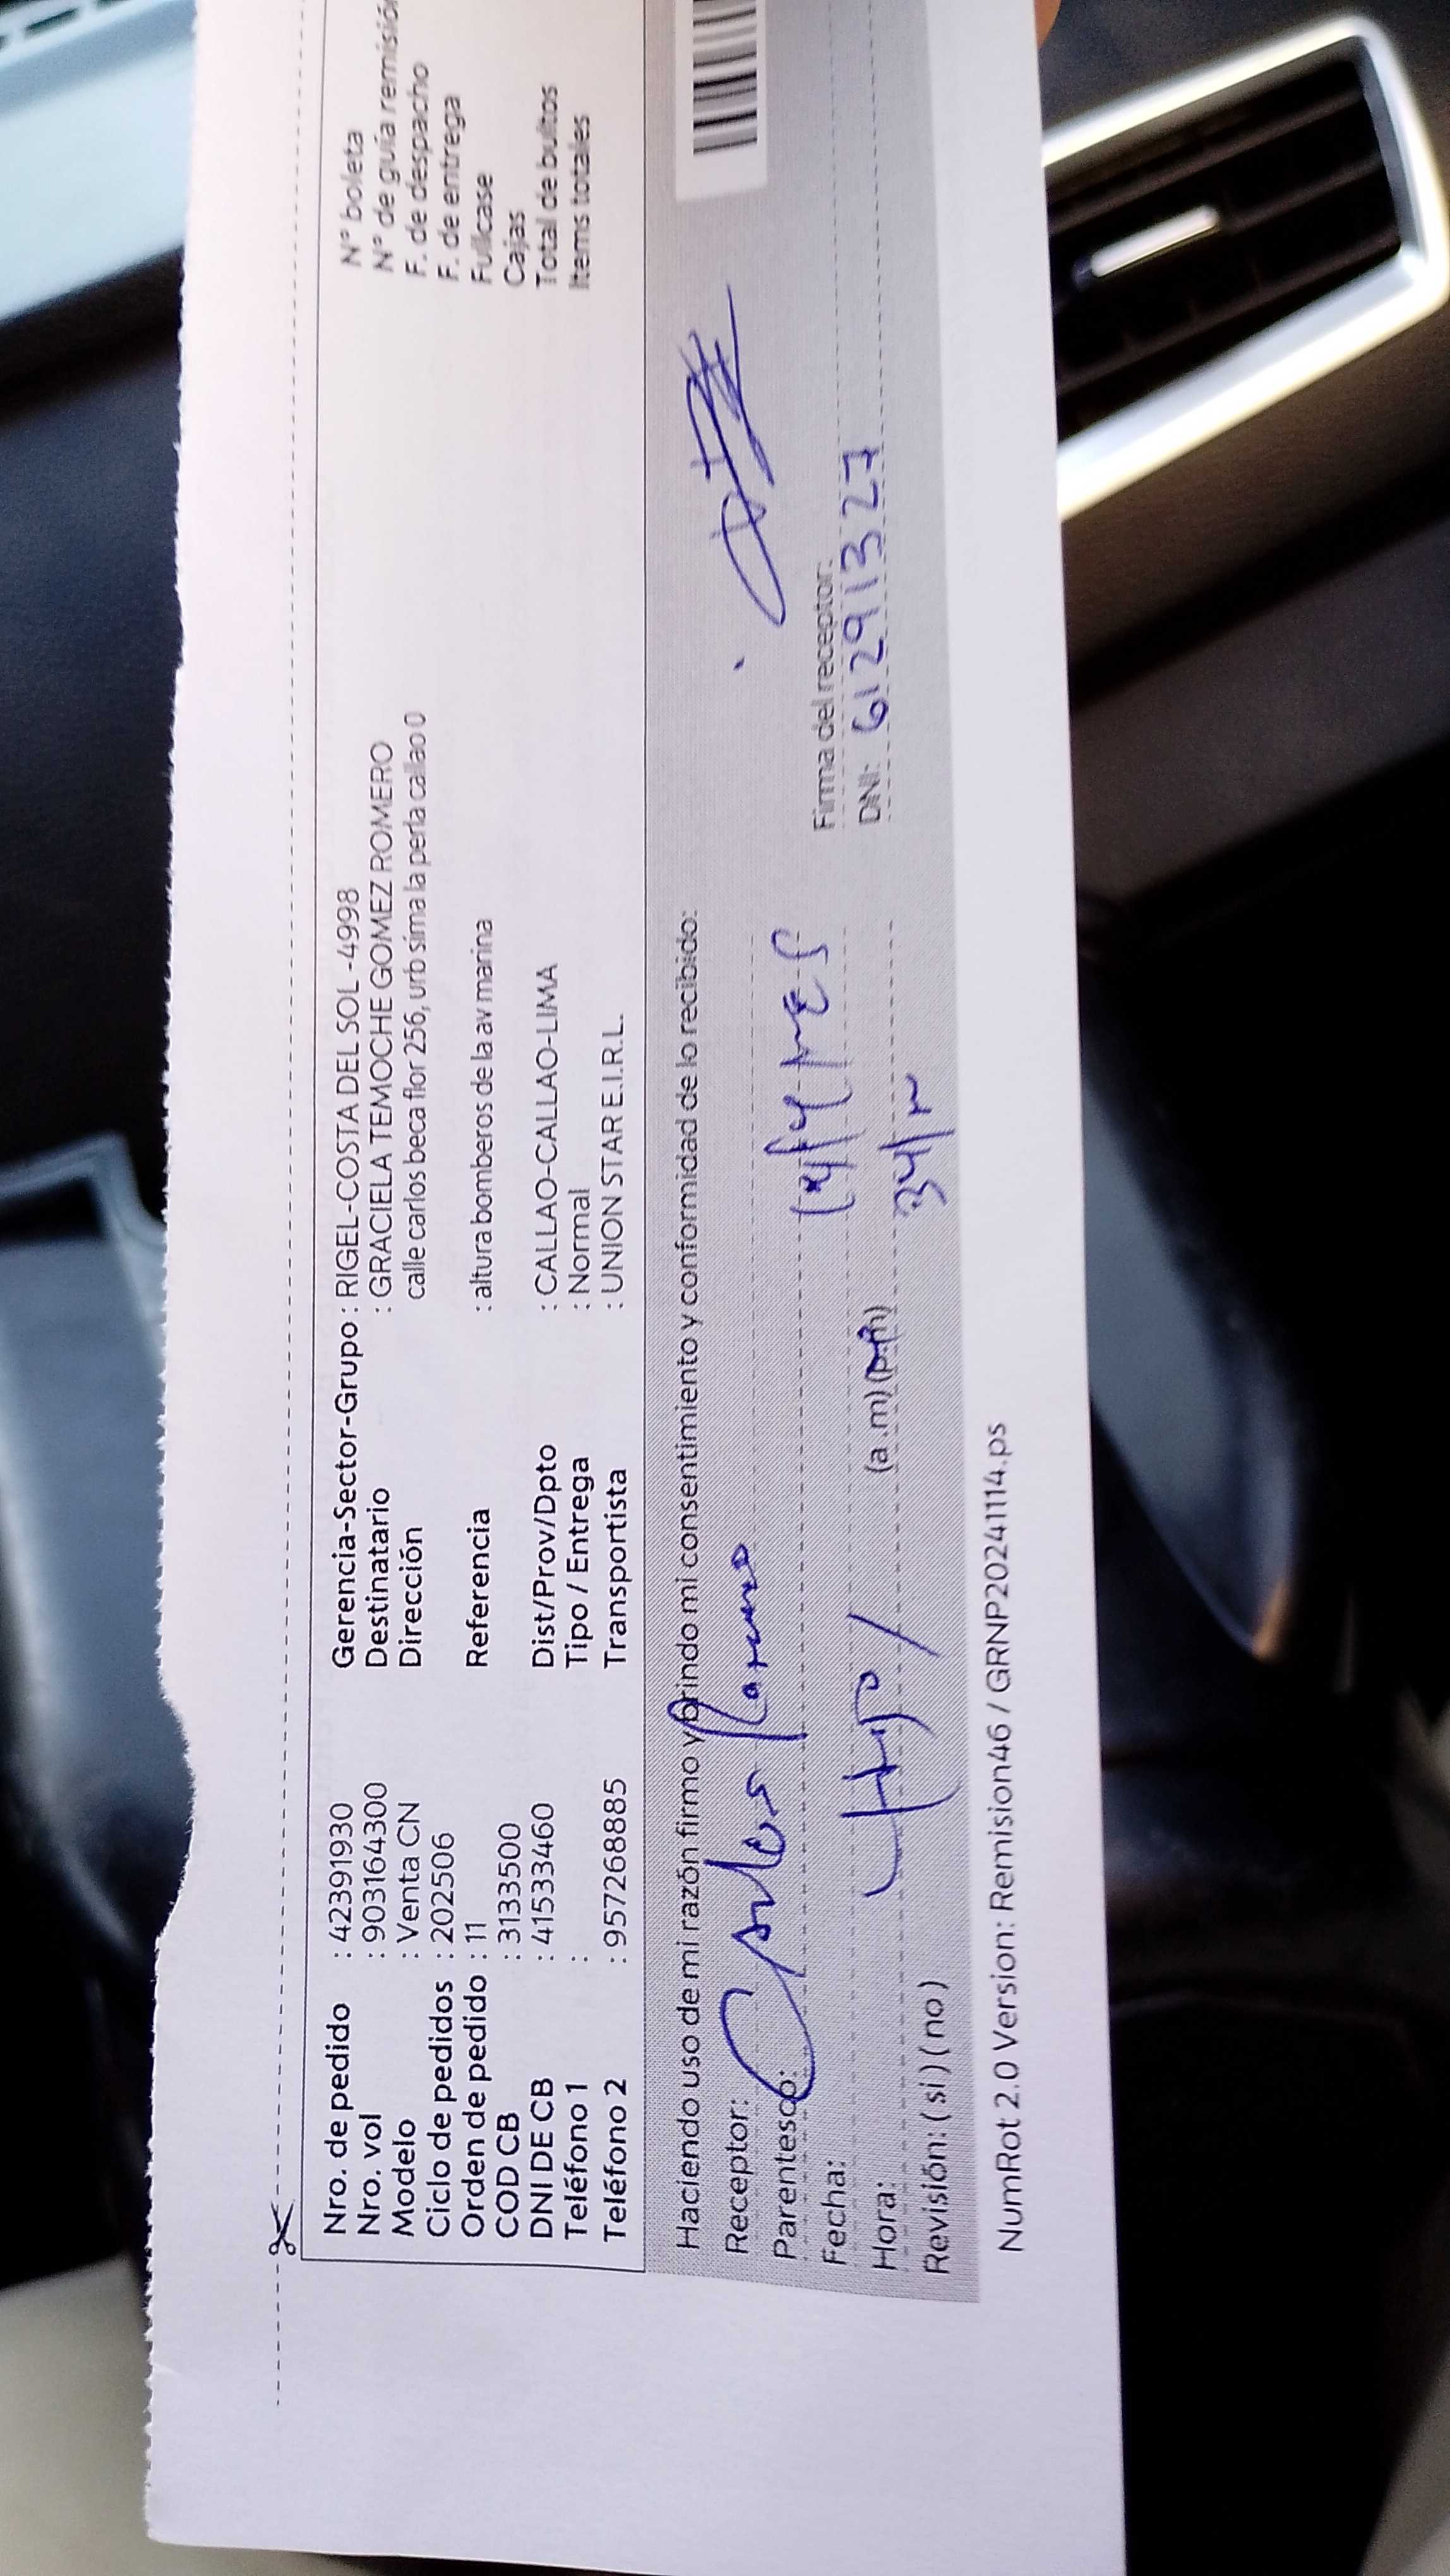 Nro. de pedido : 42391930 Gerencia-Sector-Grupo : RIGEL-COSTA DEL SOL -4998 N° boleta
Nro. vol : 903164300 Destinatario : GRACIELA TEMOCHE GOMEZ ROMERO N° de guía remisión
Modelo : Venta CN Dirección calle carlos beca flor 256, urb sima la perla callao 0 F. de despacho
Ciclo de pedidos : 202506 F. de entrega
Orden de pedido : 11 Referencia : altura bomberos de la av marina Fullcase
COD CB : 3133500 Cajas
DNI DE CB : 41533460 Dist/Prov/Dpto : CALLAO-CALLAO-LIMA Total de bultos
Teléfono 1 : Tipo / Entrega : Normal Items totales
Teléfono 2 : 957268885 Transportista : UNION STAR E.I.R.L.
Haciendo uso de mi razón firmo y brindo mi consentimiento y conformidad de lo recibido:
Receptor: Carlos
Parentesco: Firma del receptor:
Fecha: Hijo DNI: 61291327
Hora: (a .m) (p.m)
Revisión: ( si ) ( no )
NumRot 2.0 Version: Remision46 / GRNP20241114.ps